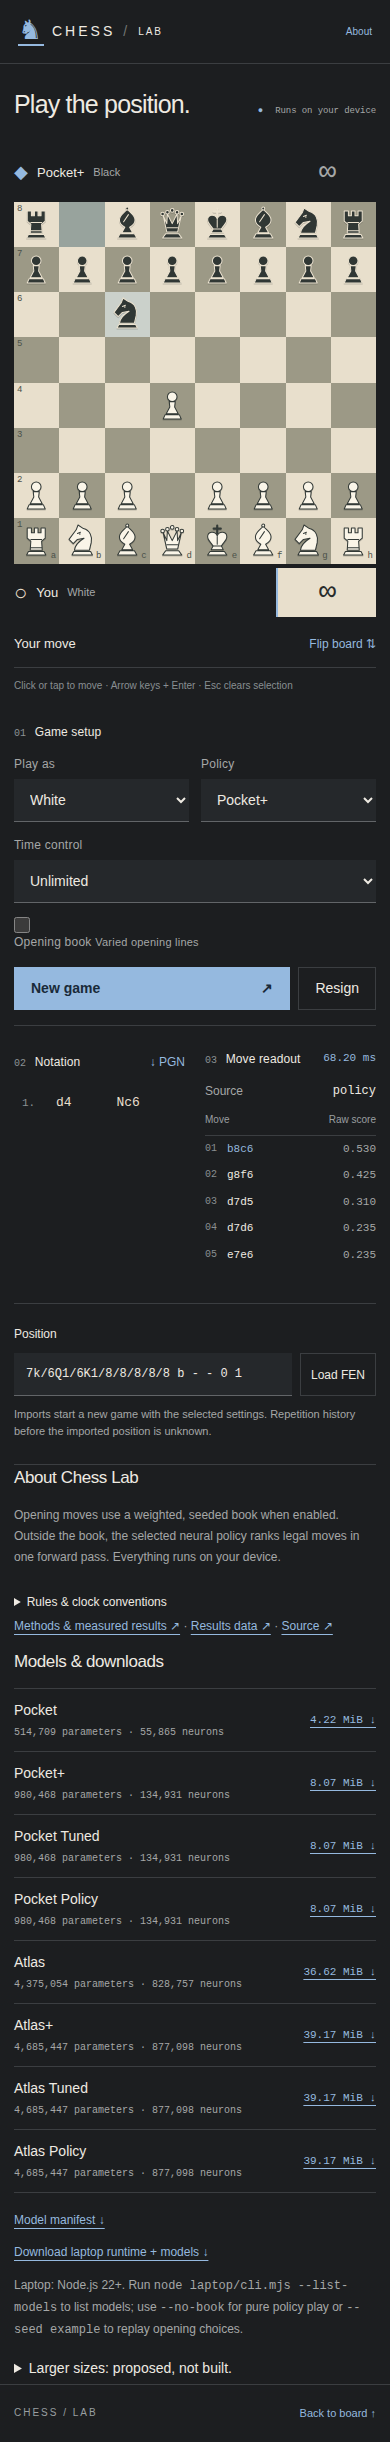 CHESS / LAB
About
Play the position.
Runs on your device
Pocket+ Black
∞
8
7
6
5
4
3
2
1 a b c d e f g h
You White
∞
Your move
Flip board ⇅
Click or tap to move · Arrow keys + Enter · Esc clears selection
01 Game setup
Play as
Policy
White
Pocket+
Time control
Unlimited
Opening book Varied opening lines
New game ↗
Resign
02 Notation ↓ PGN
1. d4 Nc6
03 Move readout 68.20 ms
Source policy
Move Raw score
01 b8c6 0.530
02 g8f6 0.425
03 d7d5 0.310
04 d7d6 0.235
05 e7e6 0.235
Position
7k/6Q1/6K1/8/8/8/8/8 b - - 0 1
Load FEN
Imports start a new game with the selected settings. Repetition history
before the imported position is unknown.
About Chess Lab
Opening moves use a weighted, seeded book when enabled.
Outside the book, the selected neural policy ranks legal moves in
one forward pass. Everything runs on your device.
▶ Rules & clock conventions
Methods & measured results ↗ · Results data ↗ · Source ↗
Models & downloads
Pocket
514,709 parameters · 55,865 neurons
4.22 MiB ↓
Pocket+
980,468 parameters · 134,931 neurons
8.07 MiB ↓
Pocket Tuned
980,468 parameters · 134,931 neurons
8.07 MiB ↓
Pocket Policy
980,468 parameters · 134,931 neurons
8.07 MiB ↓
Atlas
4,375,054 parameters · 828,757 neurons
36.62 MiB ↓
Atlas+
4,685,447 parameters · 877,098 neurons
39.17 MiB ↓
Atlas Tuned
4,685,447 parameters · 877,098 neurons
39.17 MiB ↓
Atlas Policy
4,685,447 parameters · 877,098 neurons
39.17 MiB ↓
Model manifest ↓
Download laptop runtime + models ↓
Laptop: Node.js 22+. Run node laptop/cli.mjs --list-
models to list models; use --no-book for pure policy play or --
seed example to replay opening choices.
▶ Larger sizes: proposed, not built.
CHESS / LAB
Back to board ↑